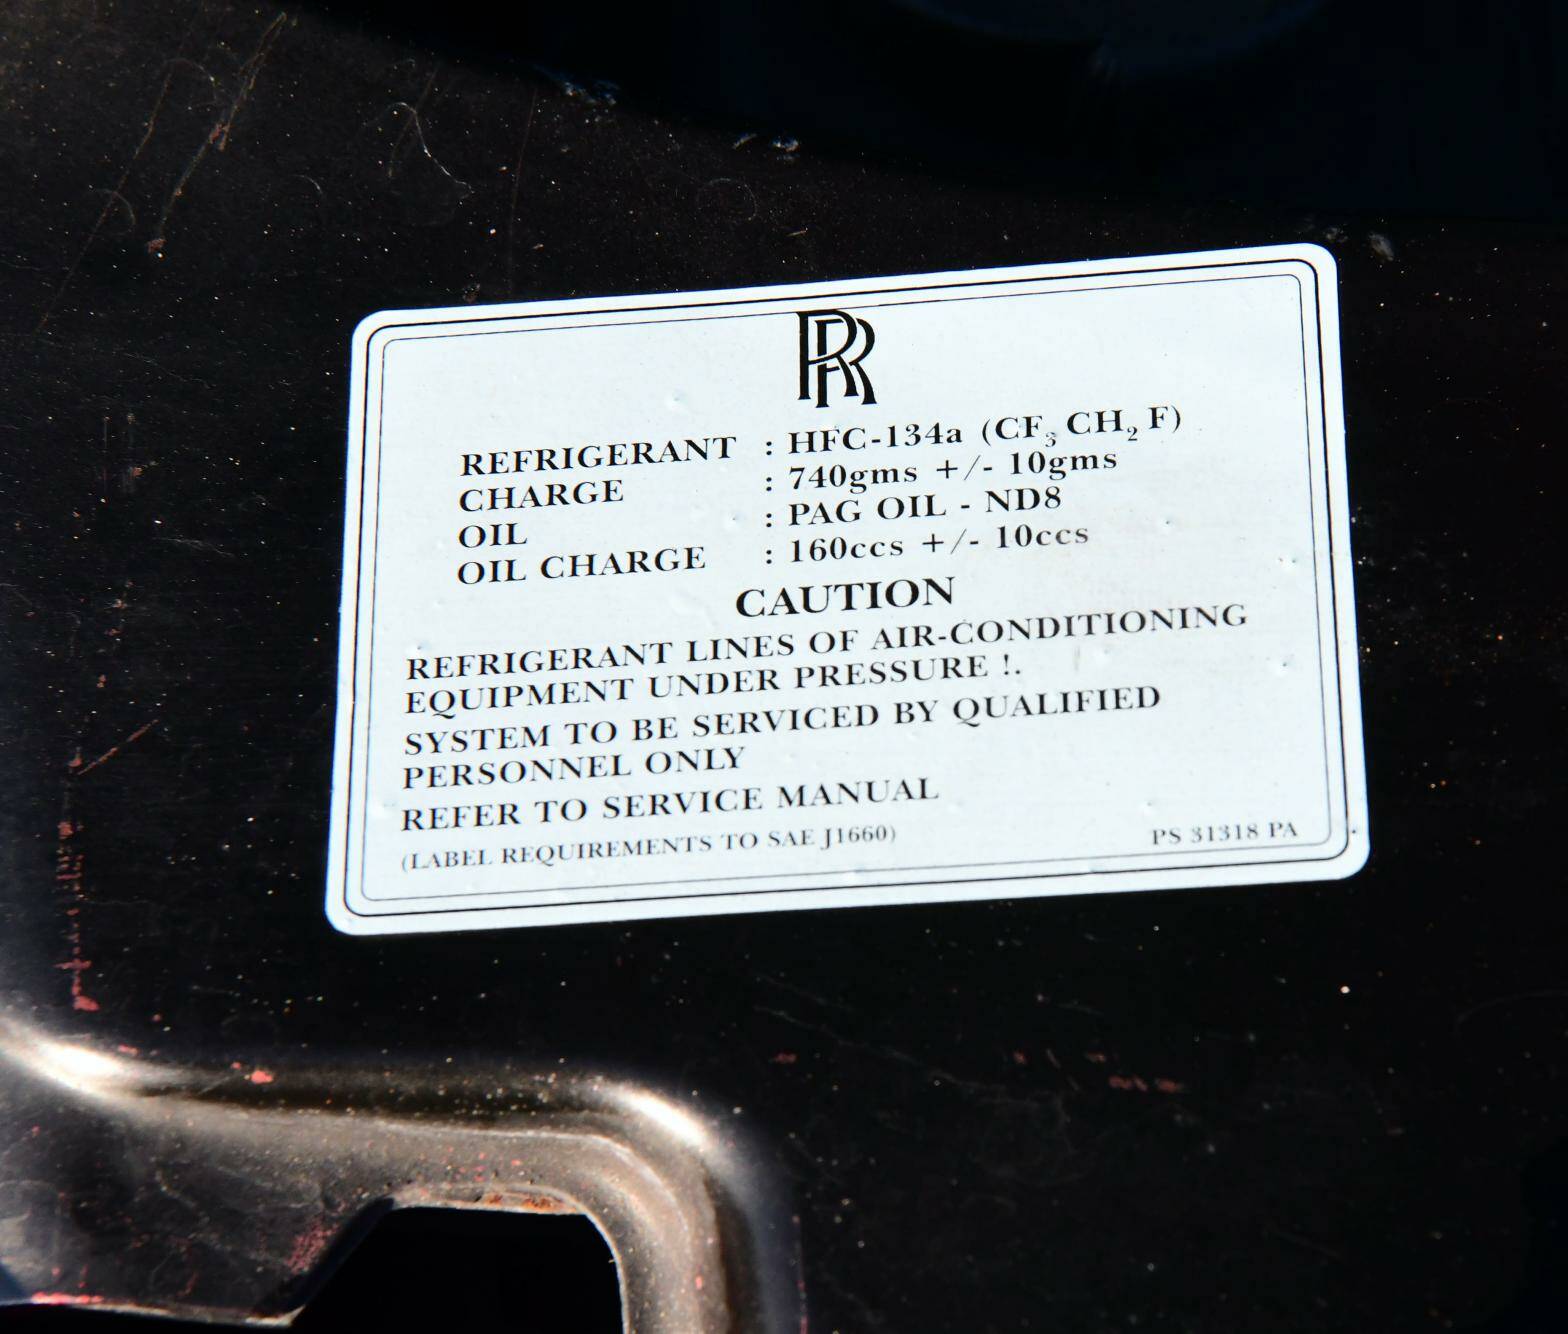 RR
REFRIGERANT : HFC-134a (CF₃ CH₂ F)
CHARGE : 740gms +/- 10gms
OIL : PAG OIL - ND8
OIL CHARGE : 160ccs +/- 10ccs
CAUTION
REFRIGERANT LINES OF AIR-CONDITIONING
EQUIPMENT UNDER PRESSURE !.
SYSTEM TO BE SERVICED BY QUALIFIED
PERSONNEL ONLY
REFER TO SERVICE MANUAL
(LABEL REQUIREMENTS TO SAE J1660) PS 31318 PA